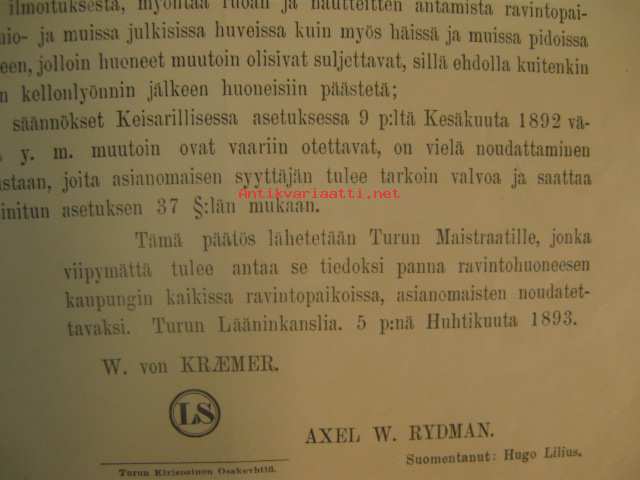 ilmoituksesta, myöntää ruoan ja nautteitten antamista ravintopai-
nio- ja muissa julkisissa huveissa kuin myös häissä ja muissa pidoissa
een, jolloin huoneet muutoin olisivat suljettavat, sillä ehdolla kuitenkin
n kellonlyönnin jälkeen huoneisiin päästetä;
säännökset Keisarillisessa asetuksessa 9 p:ltä Kesäkuuta 1892 vä-
y. m. muutoin ovat vaariin otettavat, on vielä noudattaminen
ustaan, joita asianomaisen syyttäjän tulee tarkoin valvoa ja saattaa
Antikvariaatti.net
initun asetuksen 37 §:län mukaan.
Tämä päätös lähetetään Turun Maistraatille, jonka
viipymättä tulee antaa se tiedoksi panna ravintohuoneesen
kaupungin kaikissa ravintopaikoissa, asianomaisten noudatet-
tavaksi. Turun Lääninkanslia. 5 p:nä Huhtikuuta 1893.
W. von KRÆMER.
LS
AXEL W. RYDMAN.
Suomentanut: Hugo Lilius.
Turun Kirjapainon Osakeyhtiö.